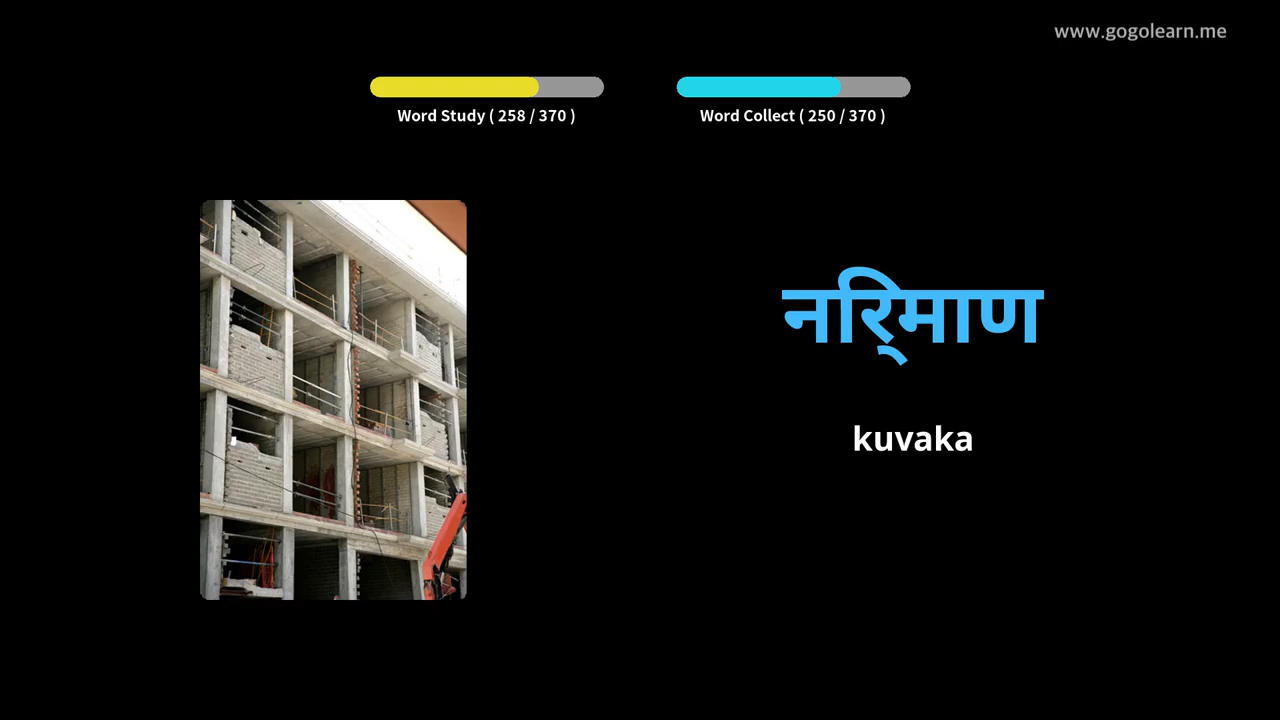 www.gogolearn.me
Word Study ( 258 / 370 )
Word Collect ( 250 / 370 )
नरि्माण
kuvaka